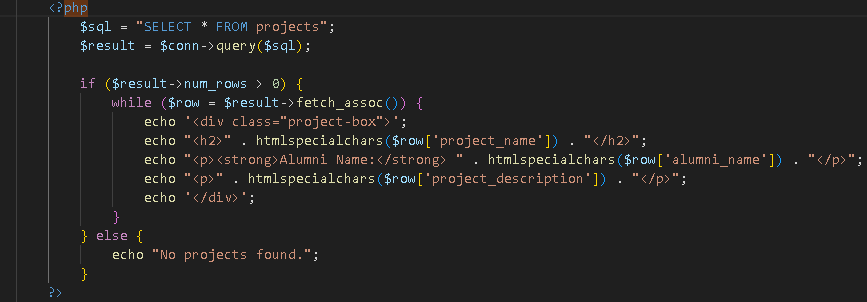 <?php
$sql = "SELECT * FROM projects";
$result = $conn->query($sql);
if ($result->num_rows > 0) {
while ($row = $result->fetch_assoc()) {
echo '<div class="project-box">';
echo "<h2>" . htmlspecialchars($row['project_name']) . "</h2>";
echo "<p><strong>Alumni Name:</strong> " . htmlspecialchars($row['alumni_name']) . "</p>";
echo "<p>" . htmlspecialchars($row['project_description']) . "</p>";
echo '</div>';
}
} else {
echo "No projects found.";
}
?>